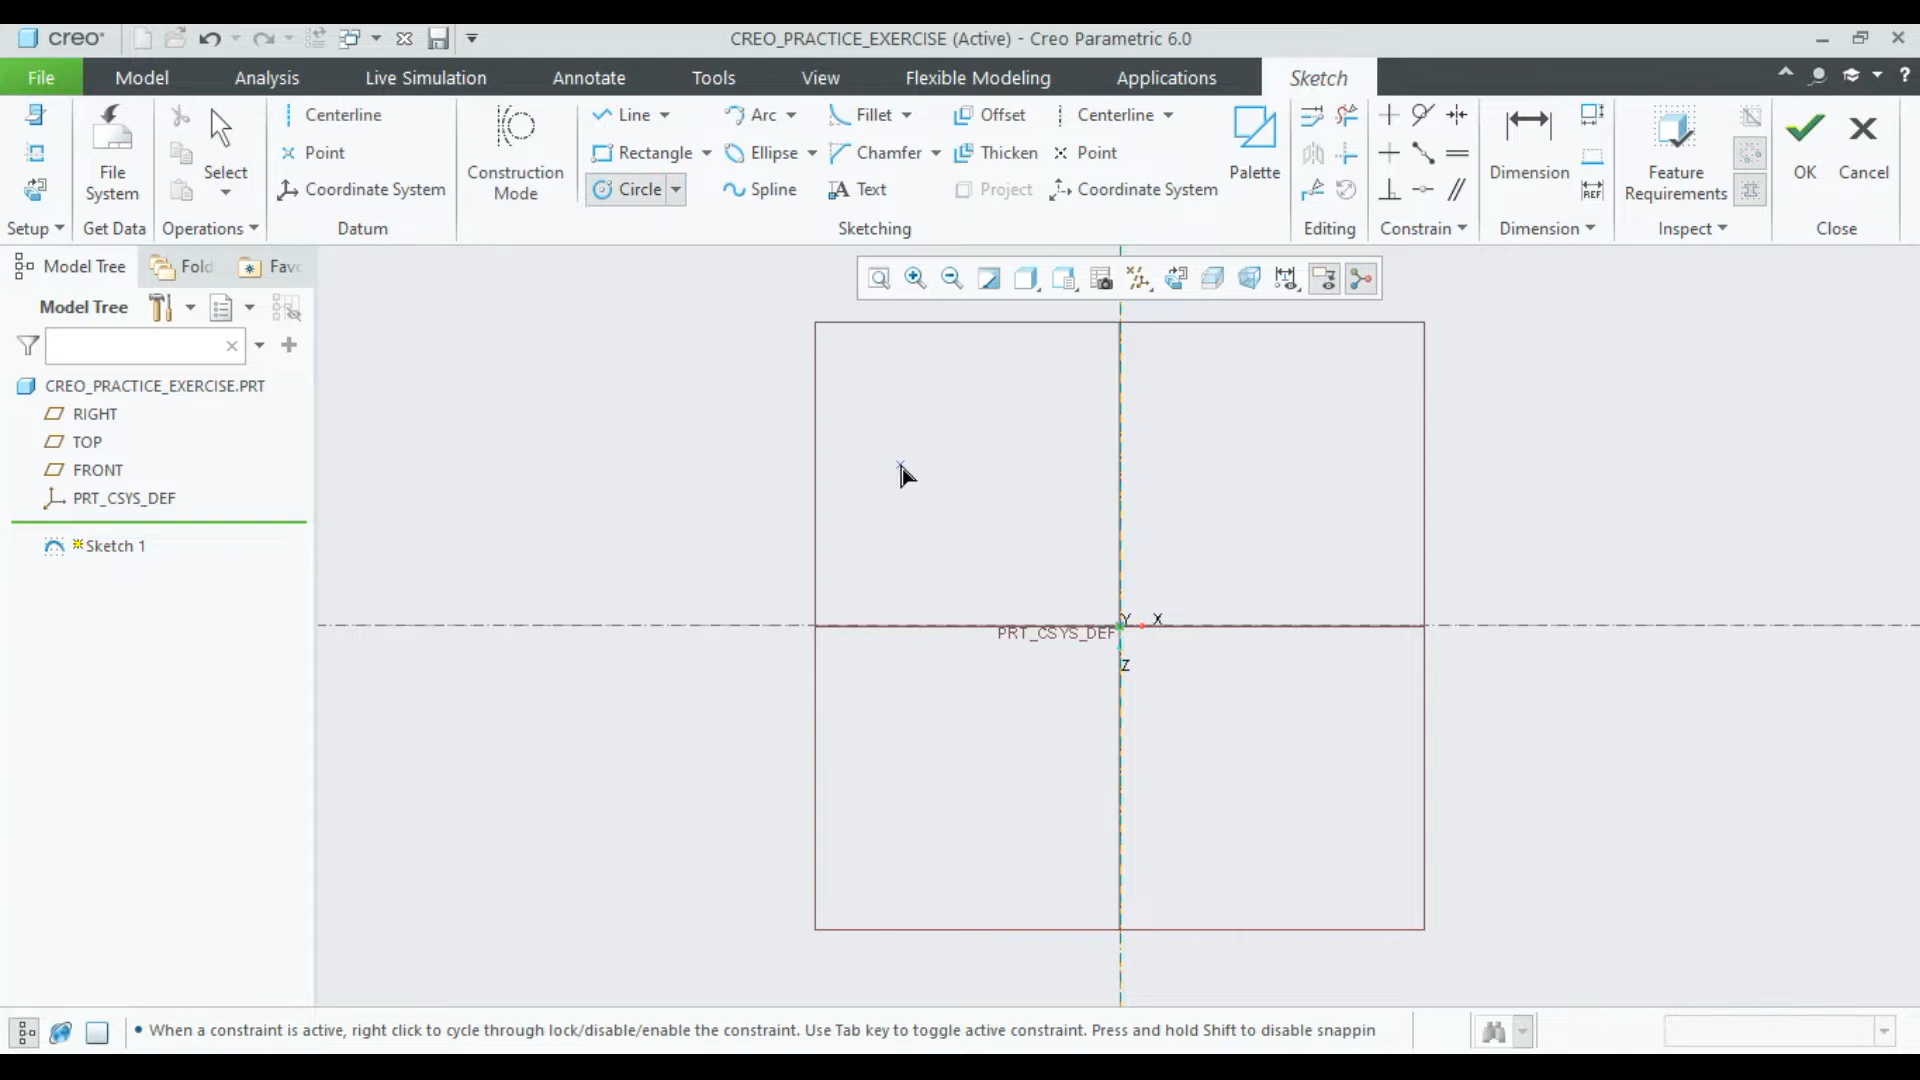 creo
CREO_PRACTICE_EXERCISE (Active) - Creo Parametric 6.0
File Model Analysis Live Simulation Annotate Tools View Flexible Modeling Applications Sketch
Centerline Line Arc Fillet Offset Centerline
Point Rectangle Ellipse Chamfer Thicken Point
Coordinate System Circle Spline Text Project Coordinate System
File System
Select
Construction Mode
Palette
Dimension
REF
Feature Requirements
OK Cancel
Setup Get Data Operations Datum Sketching Editing Constrain Dimension Inspect Close
Model Tree Fold Favc
Model Tree
CREO_PRACTICE_EXERCISE.PRT
RIGHT
TOP
FRONT
PRT_CSYS_DEF
Sketch 1
Y X
PRT_CSYS_DEF
Z
• When a constraint is active, right click to cycle through lock/disable/enable the constraint. Use Tab key to toggle active constraint. Press and hold Shift to disable snappin